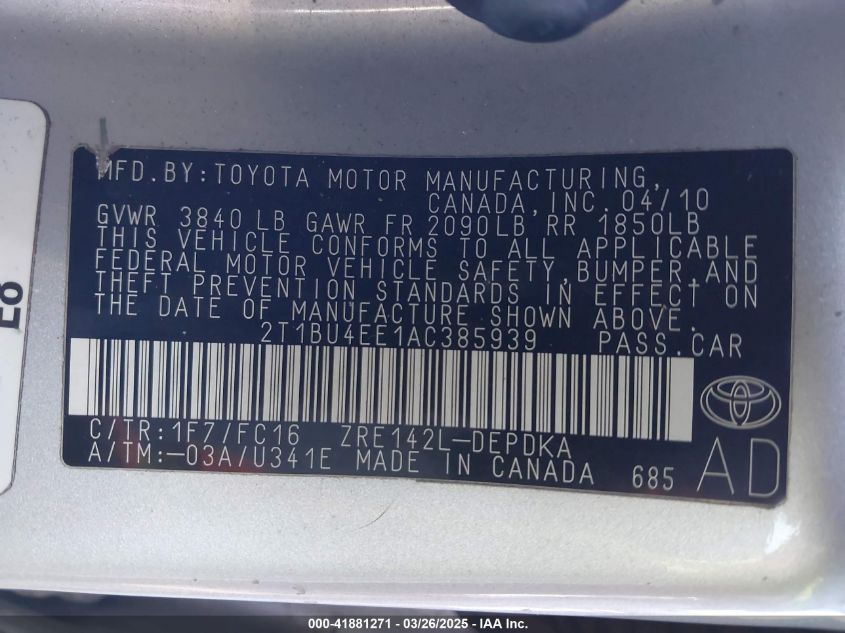 MFD.BY:TOYOTA MOTOR MANUFACTURING,
CANADA,INC.04/10
GVWR 3840 LB GAWR FR 2090LB RR 1850LB
THIS VEHICLE CONFORMS TO ALL APPLICABLE
FEDERAL MOTOR VEHICLE SAFETY,BUMPER,AND
THEFT PREVENTION STANDARDS IN EFFECT ON
THE DATE OF MANUFACTURE SHOWN ABOVE.
2T1BU4EE1AC385939 PASS.CAR
C/TR:1F7/FC16 ZRE142L-DEPDKA
A/TM:-03A/U341E MADE IN CANADA 685
AD
E8
000-41881271 - 03/26/2025 - IAA Inc.